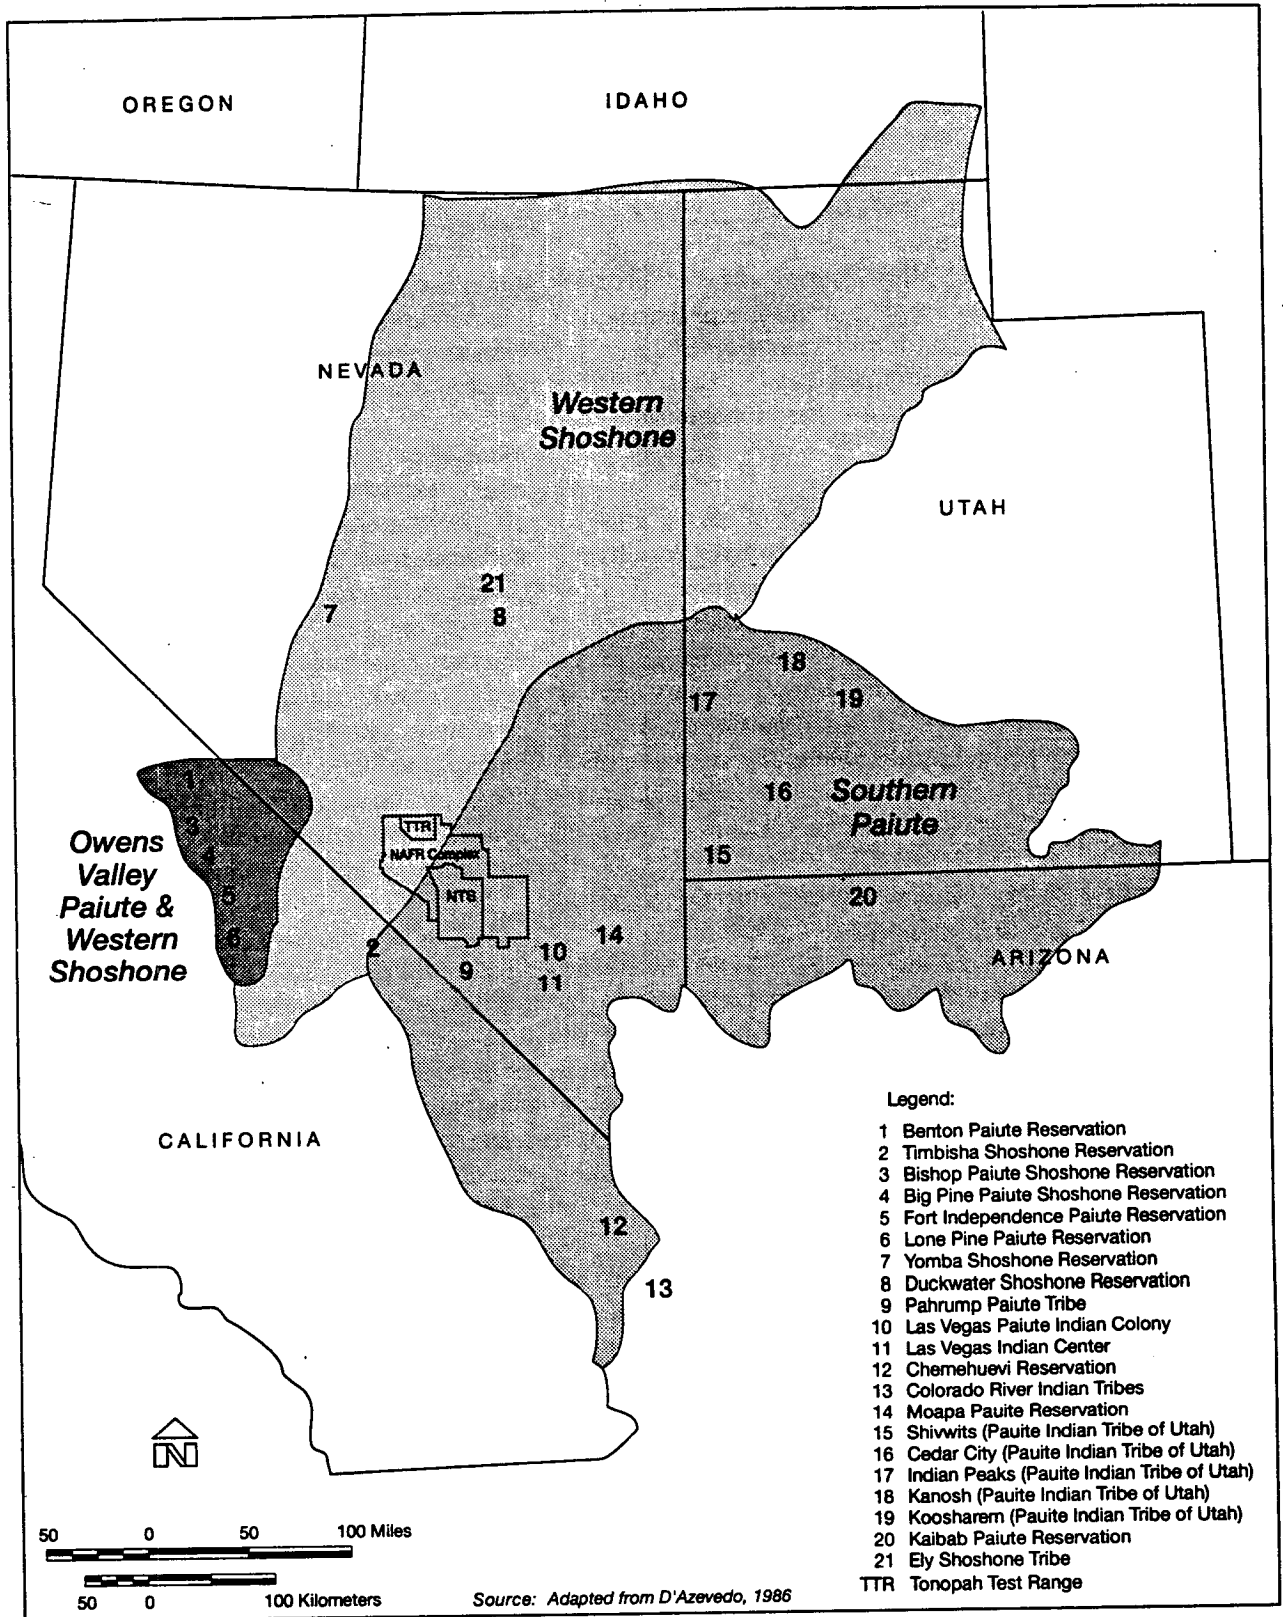 OREGON
IDAHO
NEVADA
Western
Shoshone
UTAH
21
7
8
18
17
19
1
16
Southern
Paiute
3
TTR
Owens
Valley
Paiute &
Western
Shoshone
4
NAFR Complex
15
5
NTS
20
6
2
14
10
9
11
ARIZONA
CALIFORNIA
12
13
Legend:
1 Benton Paiute Reservation
2 Timbisha Shoshone Reservation
3 Bishop Paiute Shoshone Reservation
4 Big Pine Paiute Shoshone Reservation
5 Fort Independence Paiute Reservation
6 Lone Pine Paiute Reservation
7 Yomba Shoshone Reservation
8 Duckwater Shoshone Reservation
9 Pahrump Paiute Tribe
10 Las Vegas Paiute Indian Colony
11 Las Vegas Indian Center
12 Chemehuevi Reservation
13 Colorado River Indian Tribes
14 Moapa Pauite Reservation
15 Shivwits (Pauite Indian Tribe of Utah)
16 Cedar City (Pauite Indian Tribe of Utah)
17 Indian Peaks (Pauite Indian Tribe of Utah)
18 Kanosh (Pauite Indian Tribe of Utah)
19 Koosharem (Pauite Indian Tribe of Utah)
20 Kaibab Paiute Reservation
21 Ely Shoshone Tribe
TTR Tonopah Test Range
N
50 0 50 100 Miles
50 0 100 Kilometers
Source: Adapted from D'Azevedo, 1986